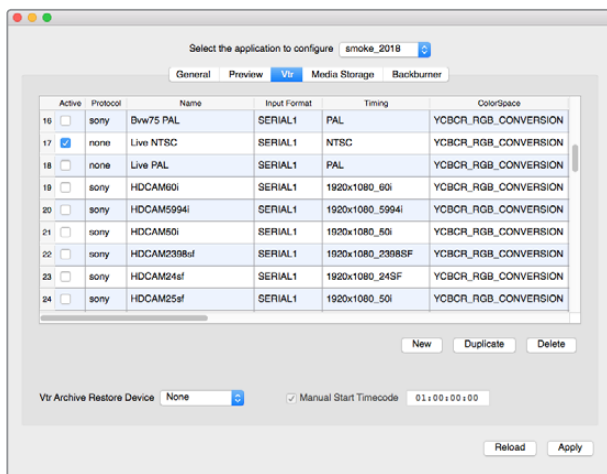 Select the application to configure smoke_2018
General Preview Vtr Media Storage Backburner
Active Protocol Name Input Format Timing ColorSpace
16 sony Bvw75 PAL SERIAL1 PAL YCBCR_RGB_CONVERSION
17 none Live NTSC SERIAL1 NTSC YCBCR_RGB_CONVERSION
18 none Live PAL SERIAL1 PAL YCBCR_RGB_CONVERSION
19 sony HDCAM60i SERIAL1 1920x1080_60i YCBCR_RGB_CONVERSION
20 sony HDCAM5994i SERIAL1 1920x1080_5994i YCBCR_RGB_CONVERSION
21 sony HDCAM50i SERIAL1 1920x1080_50i YCBCR_RGB_CONVERSION
22 sony HDCAM2398sf SERIAL1 1920x1080_2398SF YCBCR_RGB_CONVERSION
23 sony HDCAM24sf SERIAL1 1920x1080_24SF YCBCR_RGB_CONVERSION
24 sony HDCAM25sf SERIAL1 1920x1080_50i YCBCR_RGB_CONVERSION
New Duplicate Delete
Vtr Archive Restore Device None Manual Start Timecode 01:00:00:00
Reload Apply